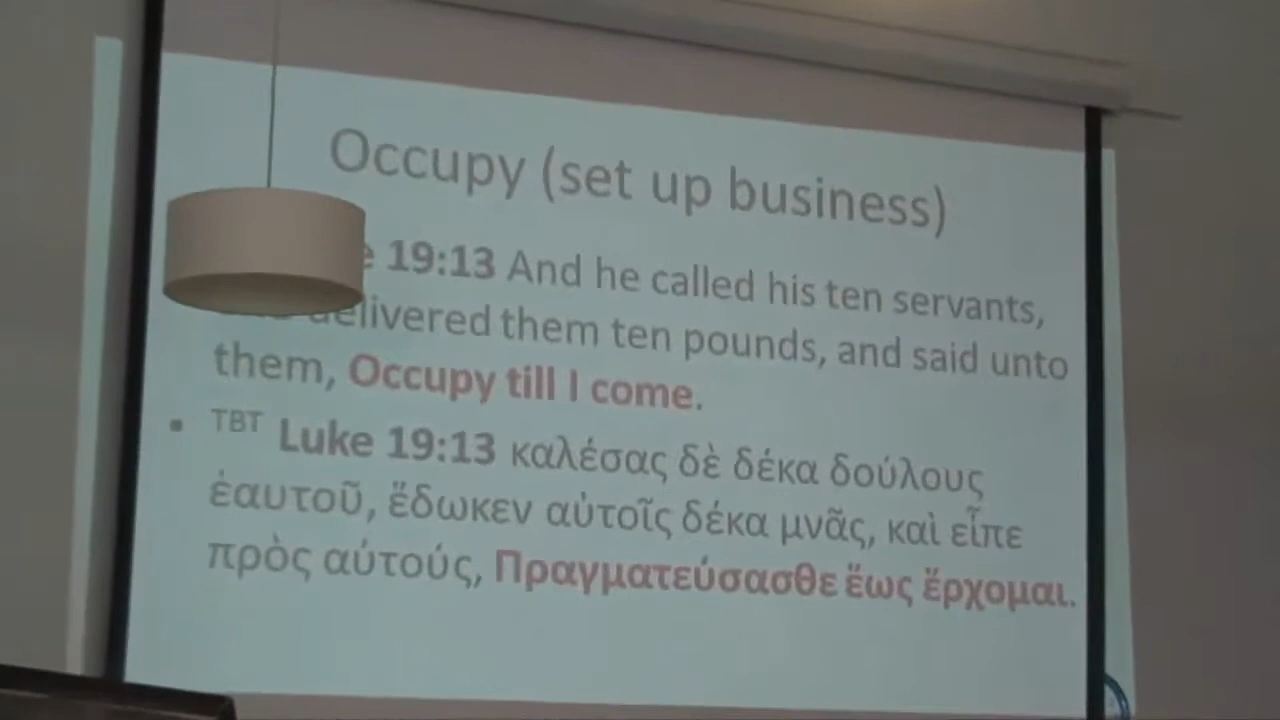 Occupy (set up business)
19:13 And he called his ten servants,
delivered them ten pounds, and said unto
them, Occupy till I come.
▪ TBT Luke 19:13 καλέσας δὲ δέκα δούλους
ἑαυτοῦ, ἔδωκεν αὐτοῖς δέκα μνᾶς, καὶ εἶπε
πρὸς αὐτούς, Πραγματεύσασθε ἕως ἔρχομαι.